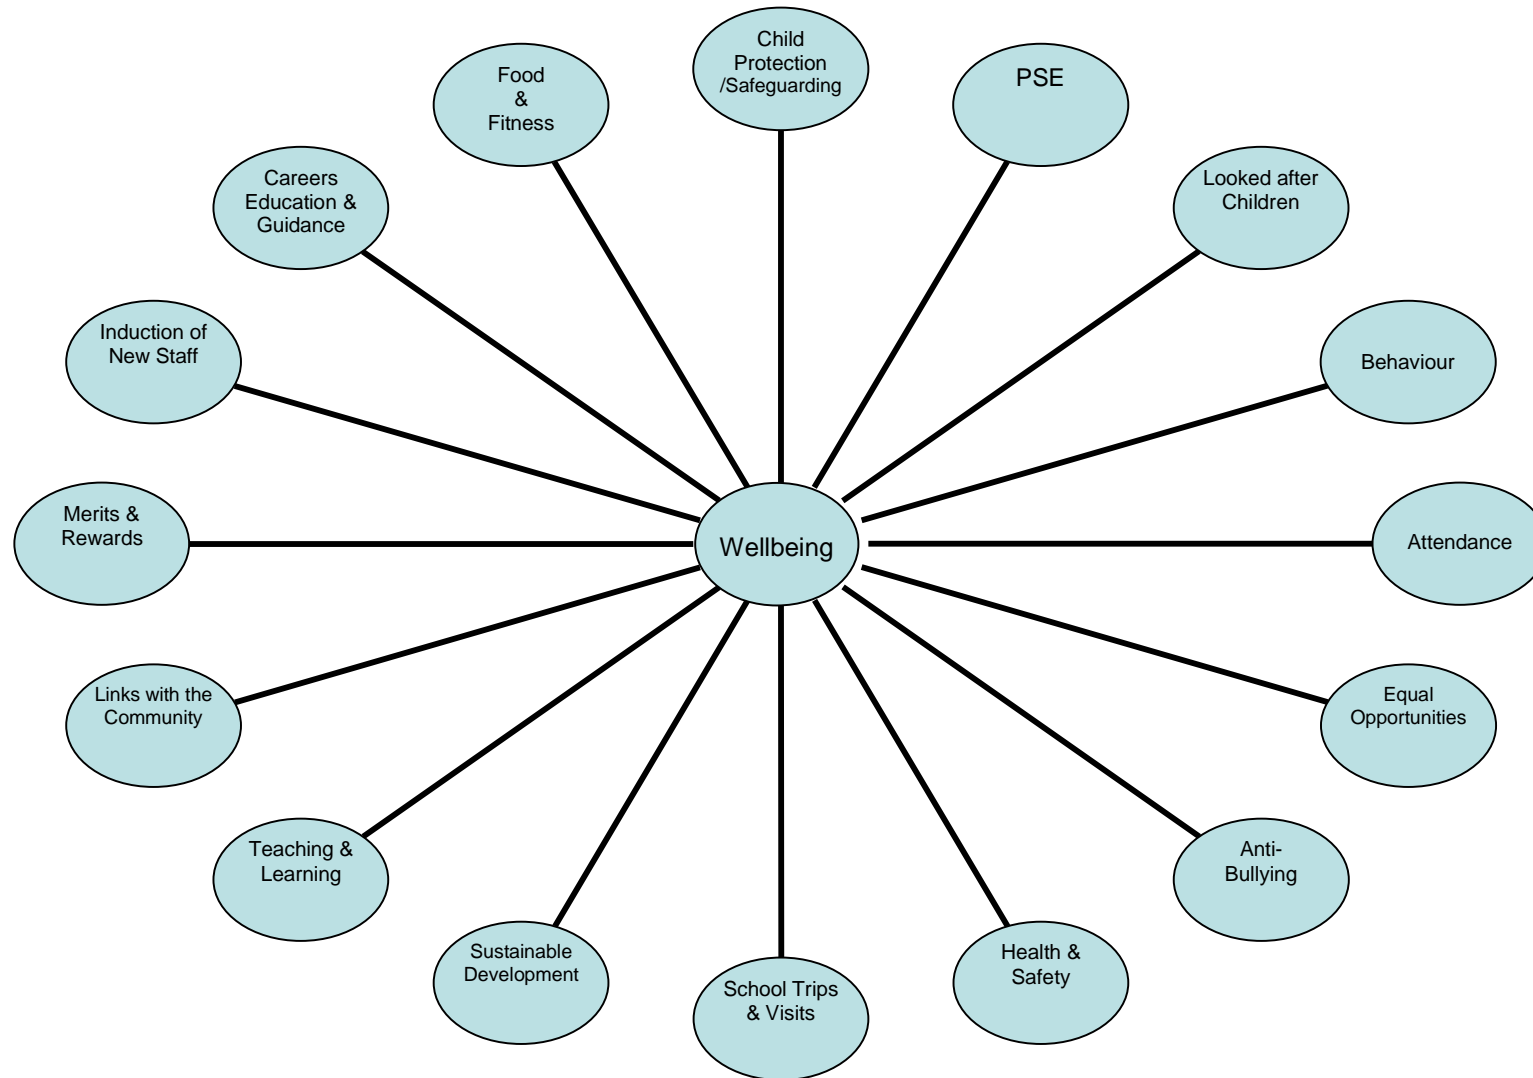 Child
Protection
/Safeguarding
PSE
Looked after
Children
Behaviour
Attendance
Equal
Opportunities
Anti-
Bullying
Health &
Safety
School Trips
& Visits
Sustainable
Development
Teaching &
Learning
Links with the
Community
Merits &
Rewards
Induction of
New Staff
Careers
Education &
Guidance
Food
&
Fitness
Wellbeing